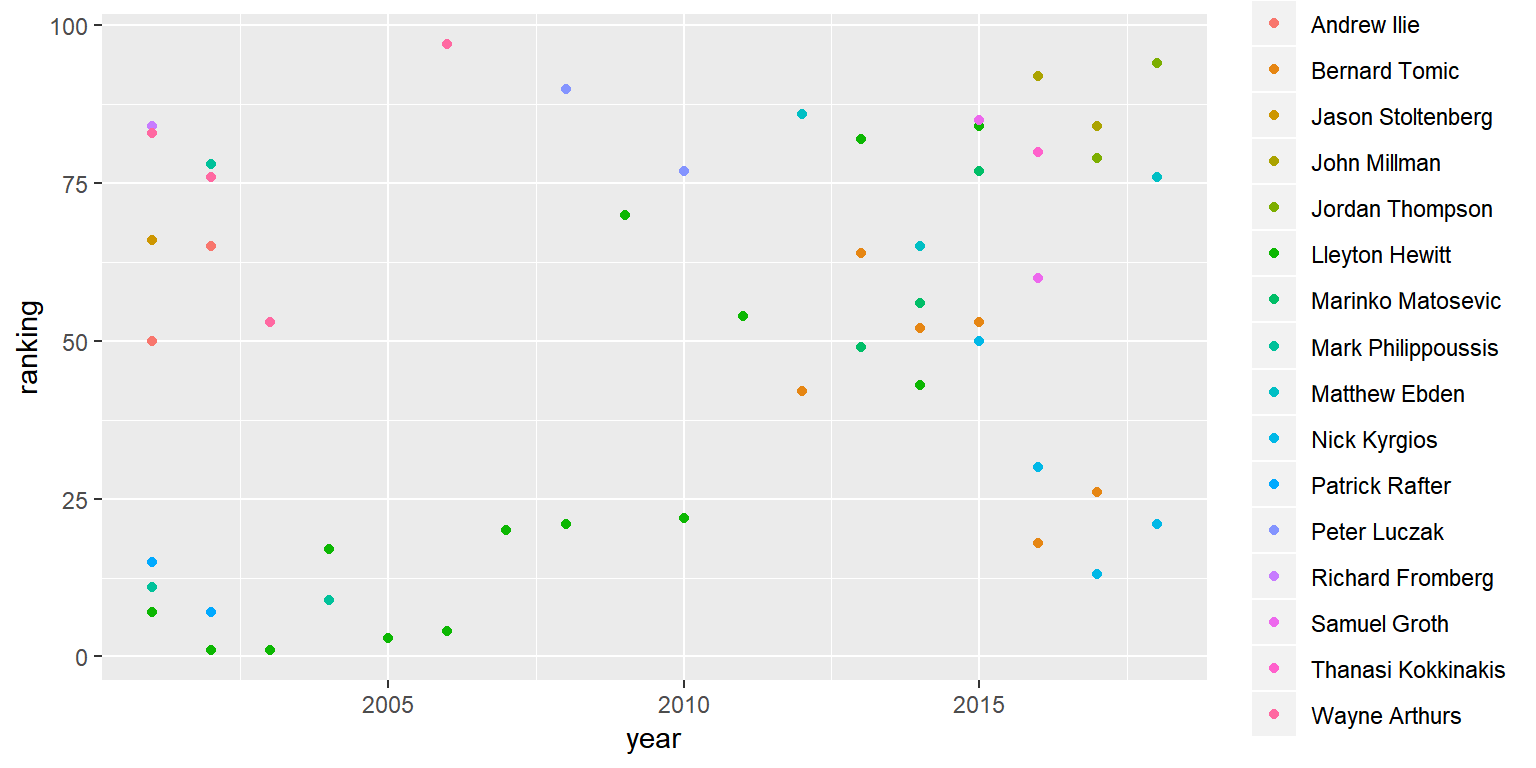 100
75
50
25
0
ranking
2005 2010 2015
year
Andrew Ilie
Bernard Tomic
Jason Stoltenberg
John Millman
Jordan Thompson
Lleyton Hewitt
Marinko Matosevic
Mark Philippoussis
Matthew Ebden
Nick Kyrgios
Patrick Rafter
Peter Luczak
Richard Fromberg
Samuel Groth
Thanasi Kokkinakis
Wayne Arthurs